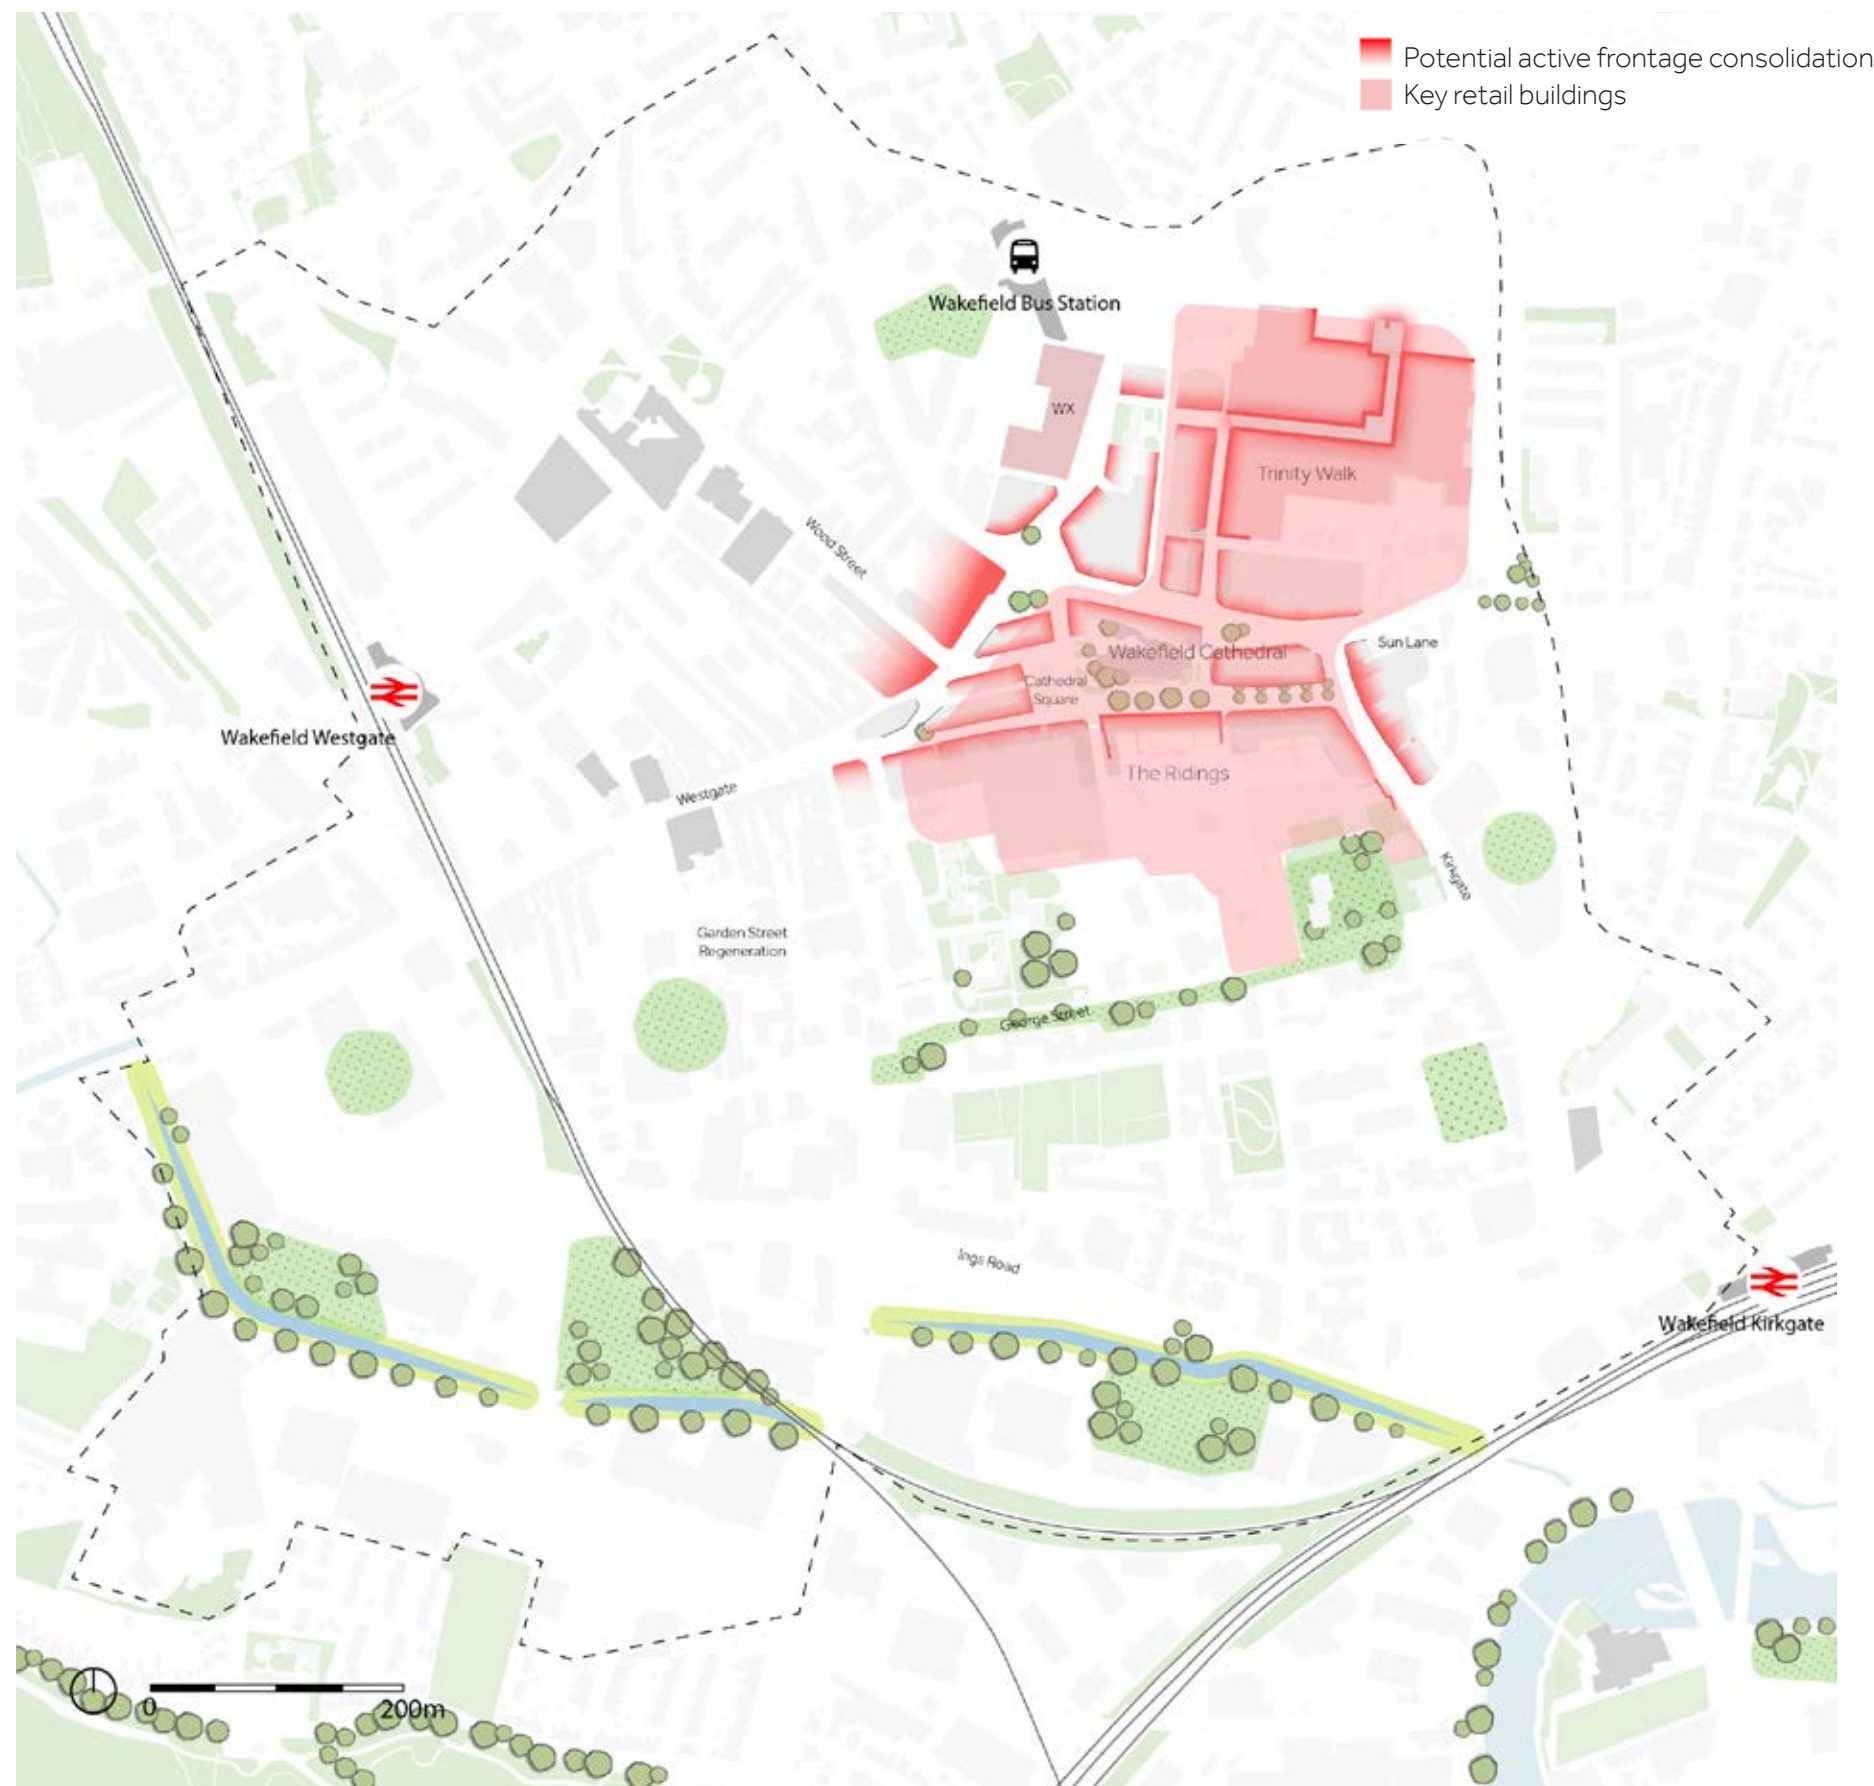 Potential active frontage consolidation
Key retail buildings
Wakefield Bus Station
WX
Trinity Walk
Wood Street
Sun Lane
Wakefield Cathedral
Cathedral
Square
Wakefield Westgate
The Ridings
Westgate
Kirkgate
Garden Street
Regeneration
George Street
Ings Road
Wakefield Kirkgate
0
200m